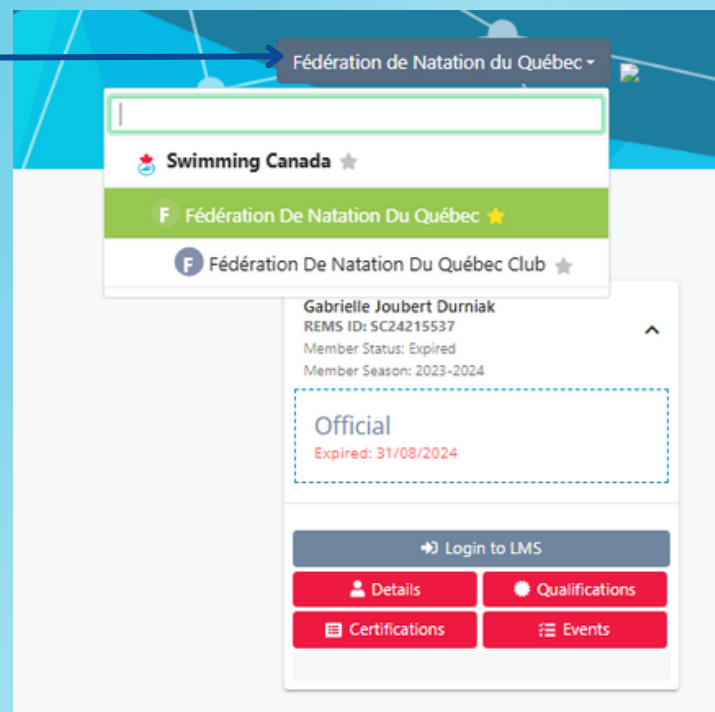 Fédération de Natation du Québec
Swimming Canada
F Fédération De Natation Du Québec
F Fédération De Natation Du Québec Club
Gabrielle Joubert Durniak
REMS ID: SC24215537
Member Status: Expired
Member Season: 2023-2024
Official
Expired: 31/08/2024
Login to LMS
Details
Qualifications
Certifications
Events